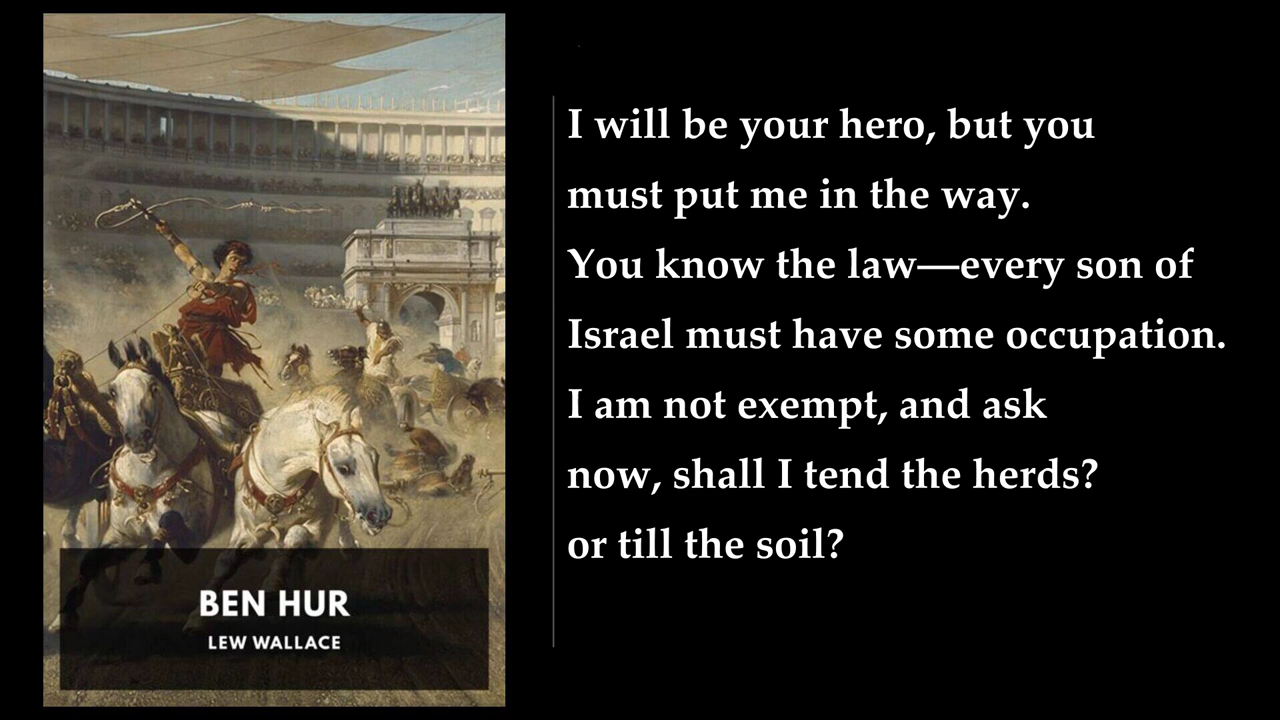 BEN HUR
LEW WALLACE
I will be your hero, but you
must put me in the way.
You know the law—every son of
Israel must have some occupation.
I am not exempt, and ask
now, shall I tend the herds?
or till the soil?